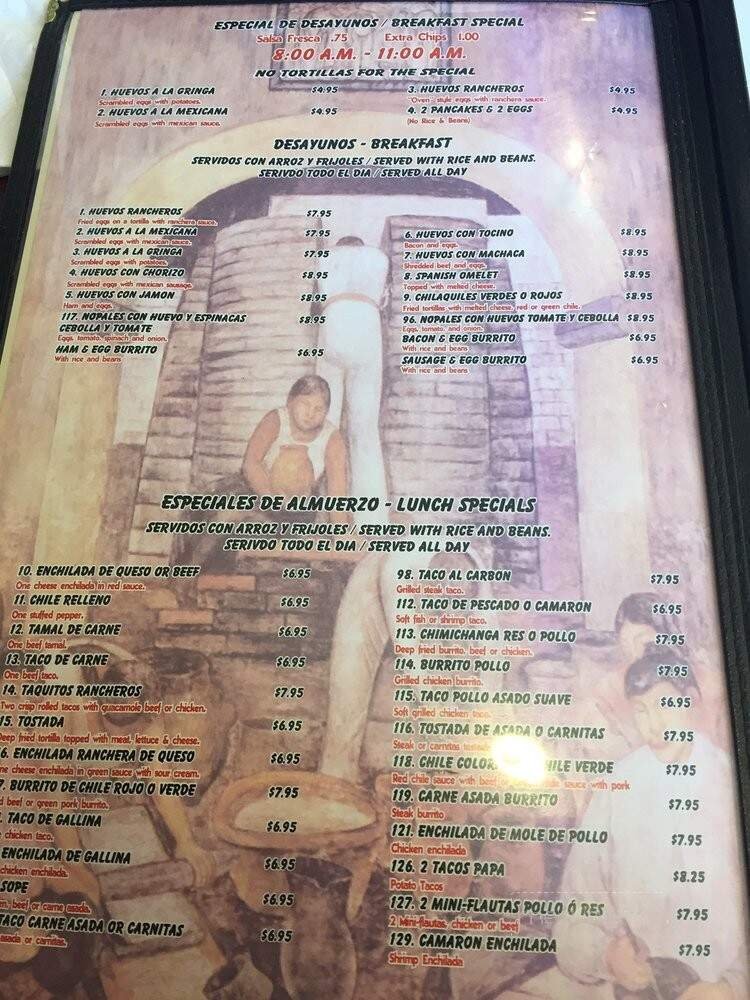 ESPECIAL DE DESAYUNOS / BREAKFAST SPECIAL
Salsa Fresca .75 Extra Chips 1.00
8:00 A.M. - 11:00 A.M.
NO TORTILLAS FOR THE SPECIAL
1. HUEVOS A LA GRINGA $4.95
Scrambled eggs with potatoes.
2. HUEVOS A LA MEXICANA $4.95
Scrambled eggs with mexican sauce.
3. HUEVOS RANCHEROS $4.95
"Oven" style eggs with ranchera sauce.
4. 2 PANCAKES & 2 EGGS $4.95
(No Rice & Beans)
DESAYUNOS - BREAKFAST
SERVIDOS CON ARROZ Y FRIJOLES / SERVED WITH RICE AND BEANS.
SERIVDO TODO EL DIA / SERVED ALL DAY
1. HUEVOS RANCHEROS $7.95
Fried eggs on a tortilla with ranchera sauce.
2. HUEVOS A LA MEXICANA $7.95
Scrambled eggs with mexican sauce.
3. HUEVOS A LA GRINGA $7.95
Scrambled eggs with potatoes.
4. HUEVOS CON CHORIZO $8.95
Scrambled eggs with mexican sausage.
5. HUEVOS CON JAMON $8.95
Ham and eggs.
117. NOPALES CON HUEVO Y ESPINACAS $8.95
CEBOLLA Y TOMATE
Eggs, tomato, spinach and onion.
HAM & EGG BURRITO $6.95
With rice and beans
6. HUEVOS CON TOCINO $8.95
Bacon and eggs.
7. HUEVOS CON MACHACA $8.95
Shredded beef and eggs.
8. SPANISH OMELET $8.95
Topped with melted cheese.
9. CHILAQUILES VERDES O ROJOS $8.95
Fried tortillas with melted cheese, red or green chile.
96. NOPALES CON HUEVOS TOMATE Y CEBOLLA $8.95
Eggs, tomato, and onion.
BACON & EGG BURRITO $6.95
With rice and beans
SAUSAGE & EGG BURRITO $6.95
With rice and beans
ESPECIALES DE ALMUERZO - LUNCH SPECIALS
SERVIDOS CON ARROZ Y FRIJOLES / SERVED WITH RICE AND BEANS.
SERIVDO TODO EL DIA / SERVED ALL DAY
10. ENCHILADA DE QUESO OR BEEF $6.95
One cheese enchilada in red sauce.
11. CHILE RELLENO $6.95
One stuffed pepper.
12. TAMAL DE CARNE $6.95
One beef tamal.
13. TACO DE CARNE $6.95
One beef taco.
14. TAQUITOS RANCHEROS $7.95
Two crisp rolled tacos with guacamole, beef or chicken.
15. TOSTADA $6.95
Deep fried tortilla topped with meat, lettuce & cheese.
6. ENCHILADA RANCHERA DE QUESO $6.95
cheese enchilada in green sauce with sour cream.
BURRITO DE CHILE ROJO O VERDE $7.95
beef or green pork burrito.
TACO DE GALLINA $6.95
chicken taco.
ENCHILADA DE GALLINA $6.95
chicken enchilada.
SOPE $6.95
beef or carne asada.
TACO CARNE ASADA OR CARNITAS $6.95
asada or carnitas.
98. TACO AL CARBON $7.95
Grilled steak taco.
112. TACO DE PESCADO O CAMARON $6.95
Soft fish or shrimp taco.
113. CHIMICHANGA RES O POLLO $7.95
Deep fried burrito, beef or chicken.
114. BURRITO POLLO $7.95
Grilled chicken burrito.
115. TACO POLLO ASADO SUAVE $6.95
Soft grilled chicken taco.
116. TOSTADA DE ASADA O CARNITAS $7.95
Steak or carnitas
118. CHILE COLOR HILE VERDE $7.95
Red chile sauce with beef sauce with pork
119. CARNE ASADA BURRITO $7.95
Steak burrito
121. ENCHILADA DE MOLE DE POLLO $7.95
Chicken enchilada
126. 2 TACOS PAPA $8.25
Potato Tacos
127. 2 MINI-FLAUTAS POLLO Ó RES $7.95
2 Mini-flautas, chicken or beef
129. CAMARON ENCHILADA $7.95
Shrimp Enchilada